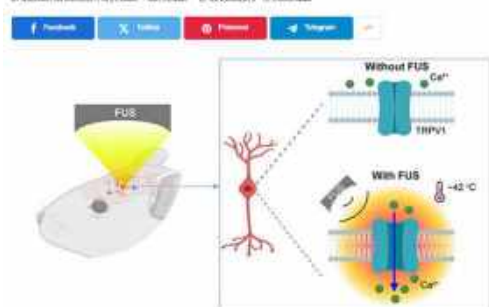 Facebook
Twitter
Pinterest
Telegram
Without FUS
Ca²⁺
TRPV1
FUS
With FUS
~42 °C
Ca²⁺